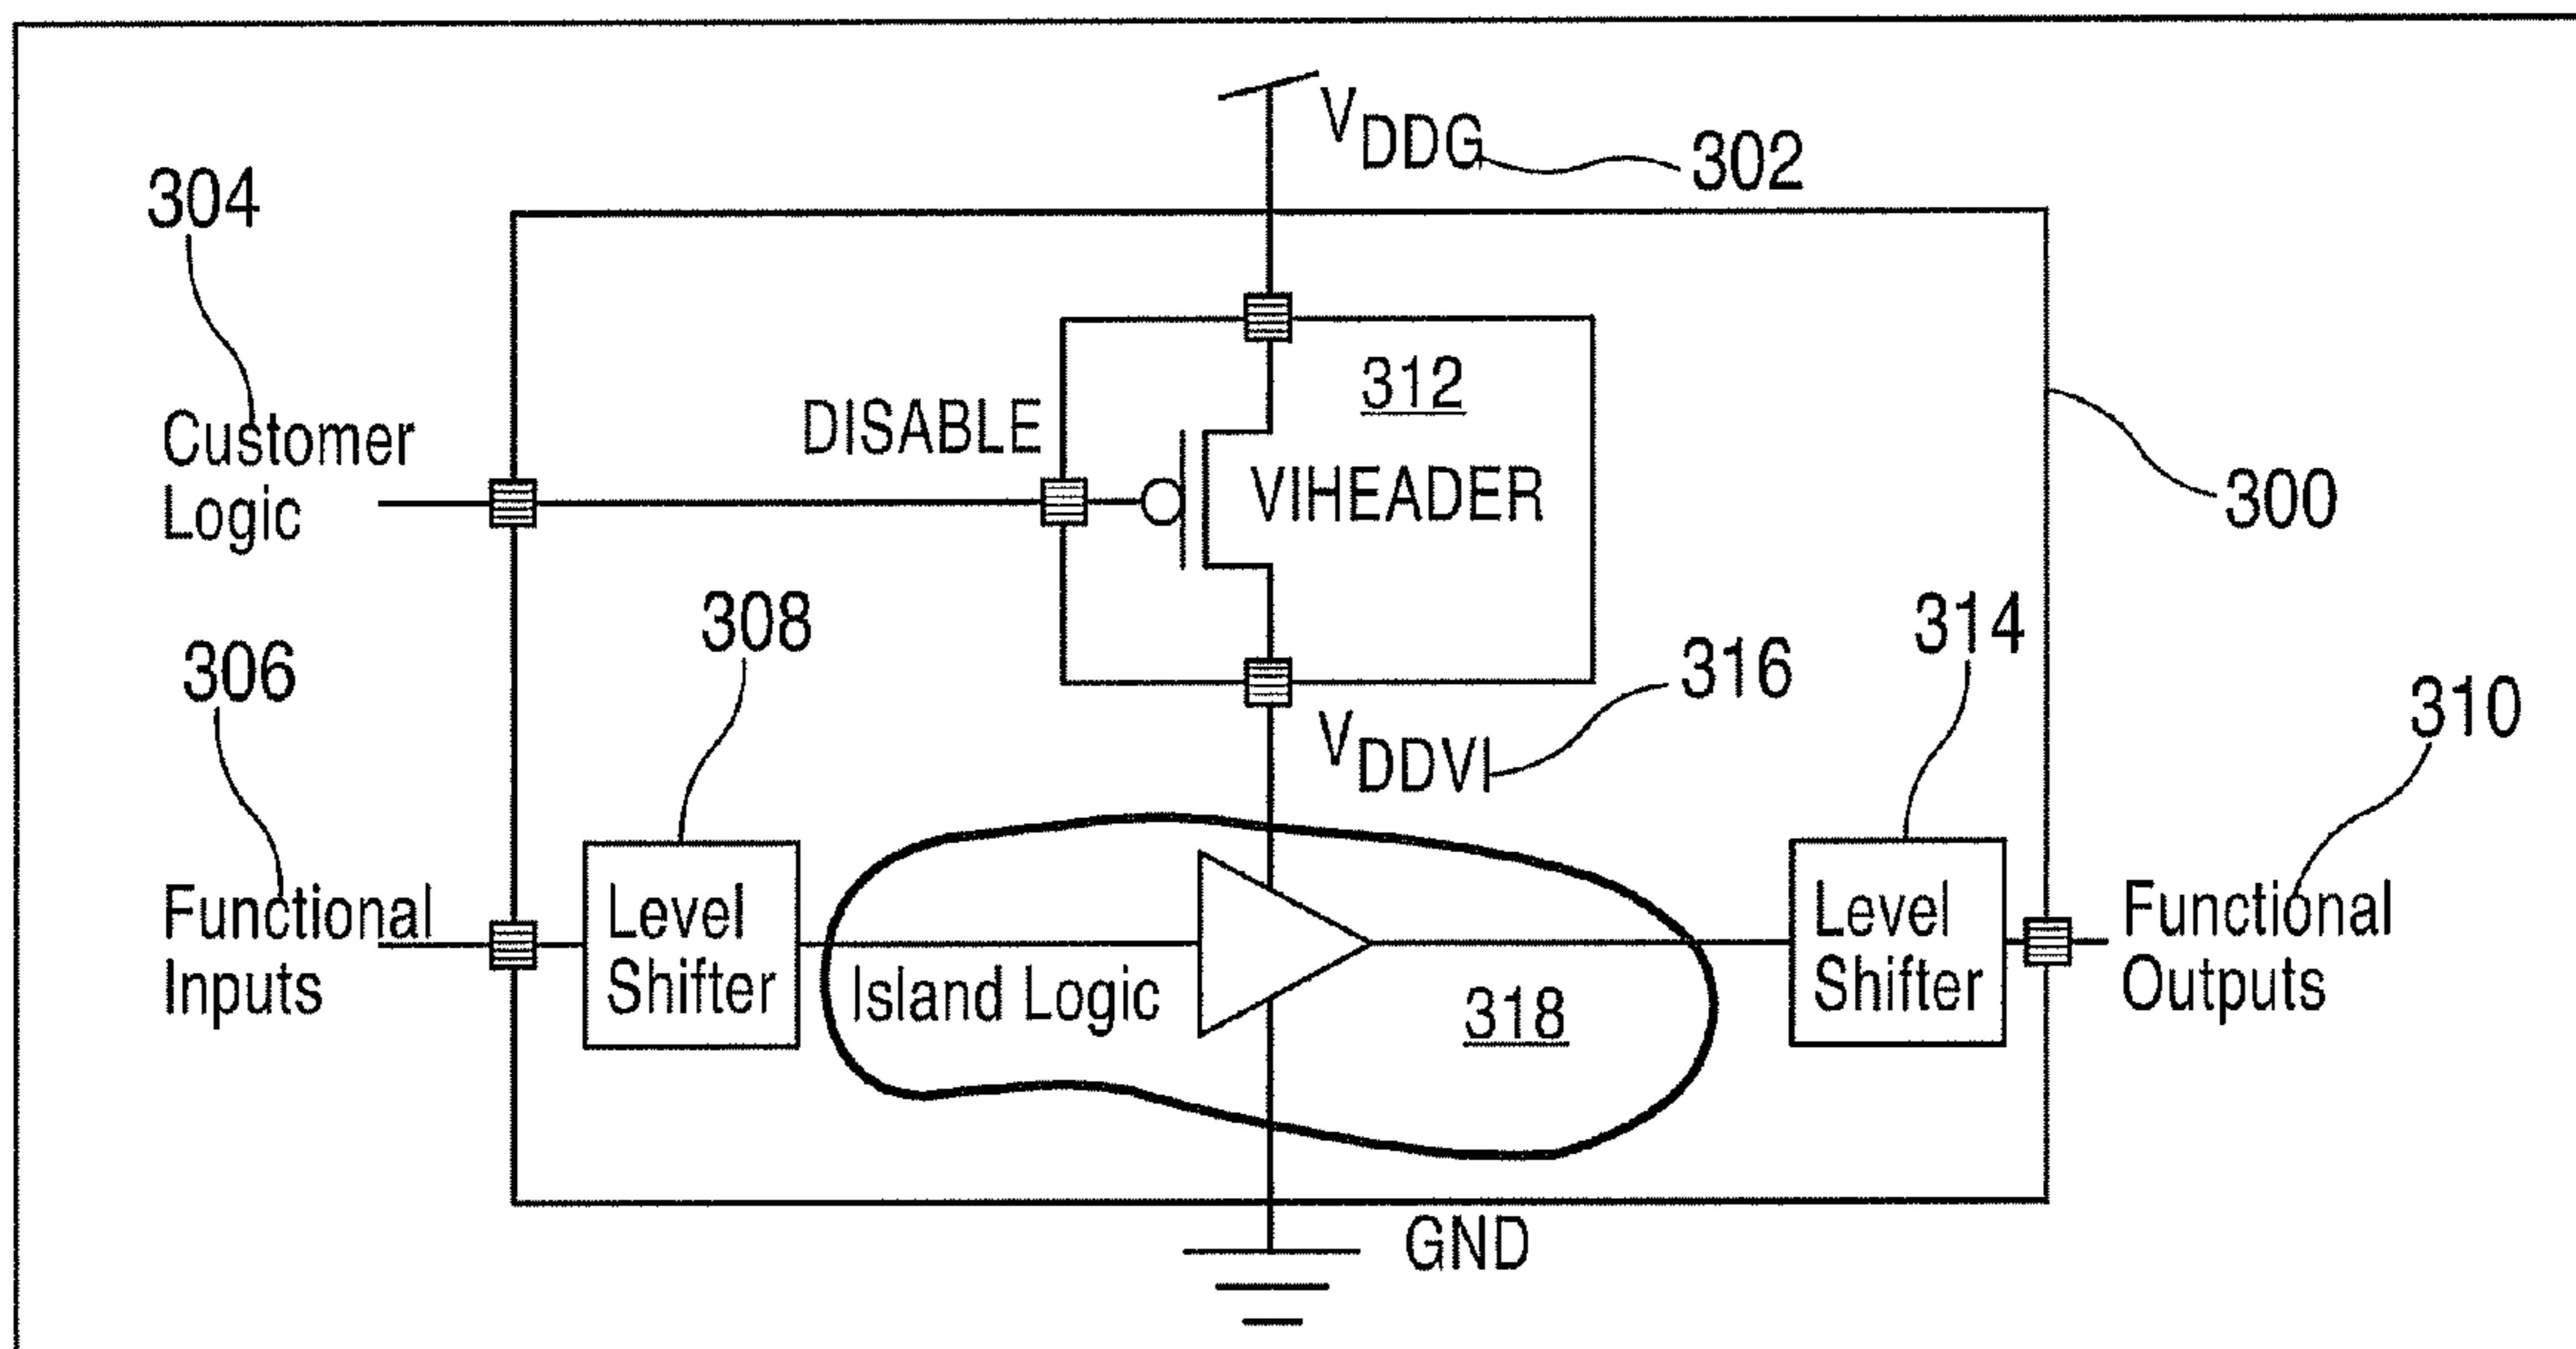 VDDG
302
304
312
DISABLE
Customer
Logic
VIHEADER
300
308
314
306
316
310
VDDVI
Functional
Inputs
Level
Shifter
Island Logic
318
Level
Shifter
Functional
Outputs
GND